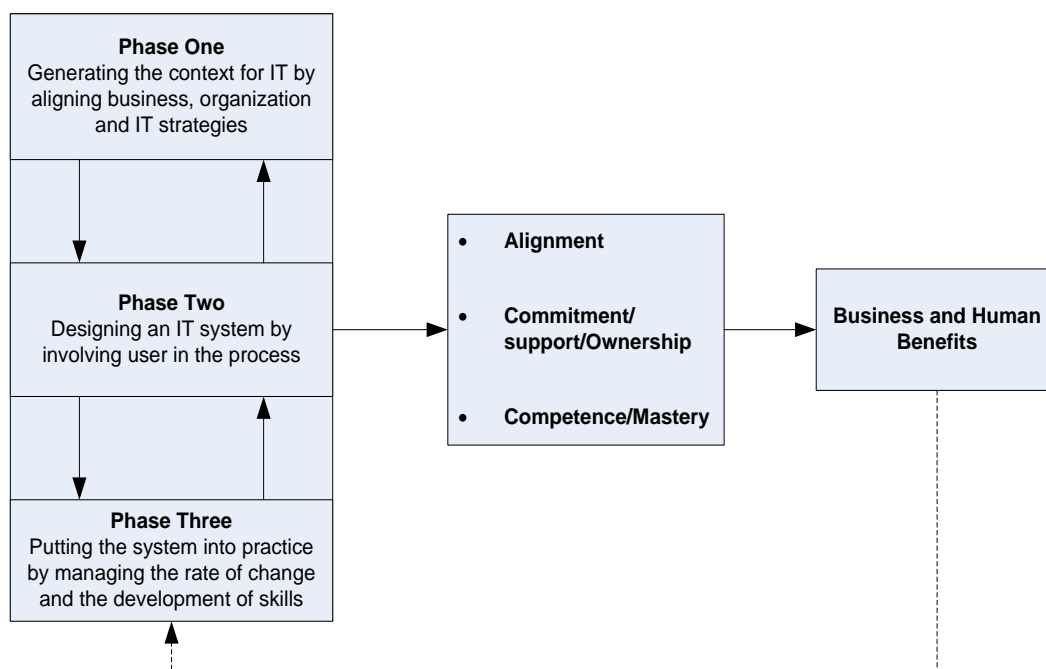 Phase One
Generating the context for IT by
aligning business, organization
and IT strategies
Phase Two
Designing an IT system by
involving user in the process
Phase Three
Putting the system into practice
by managing the rate of change
and the development of skills
• Alignment
• Commitment/
support/Ownership
• Competence/Mastery
Business and Human
Benefits